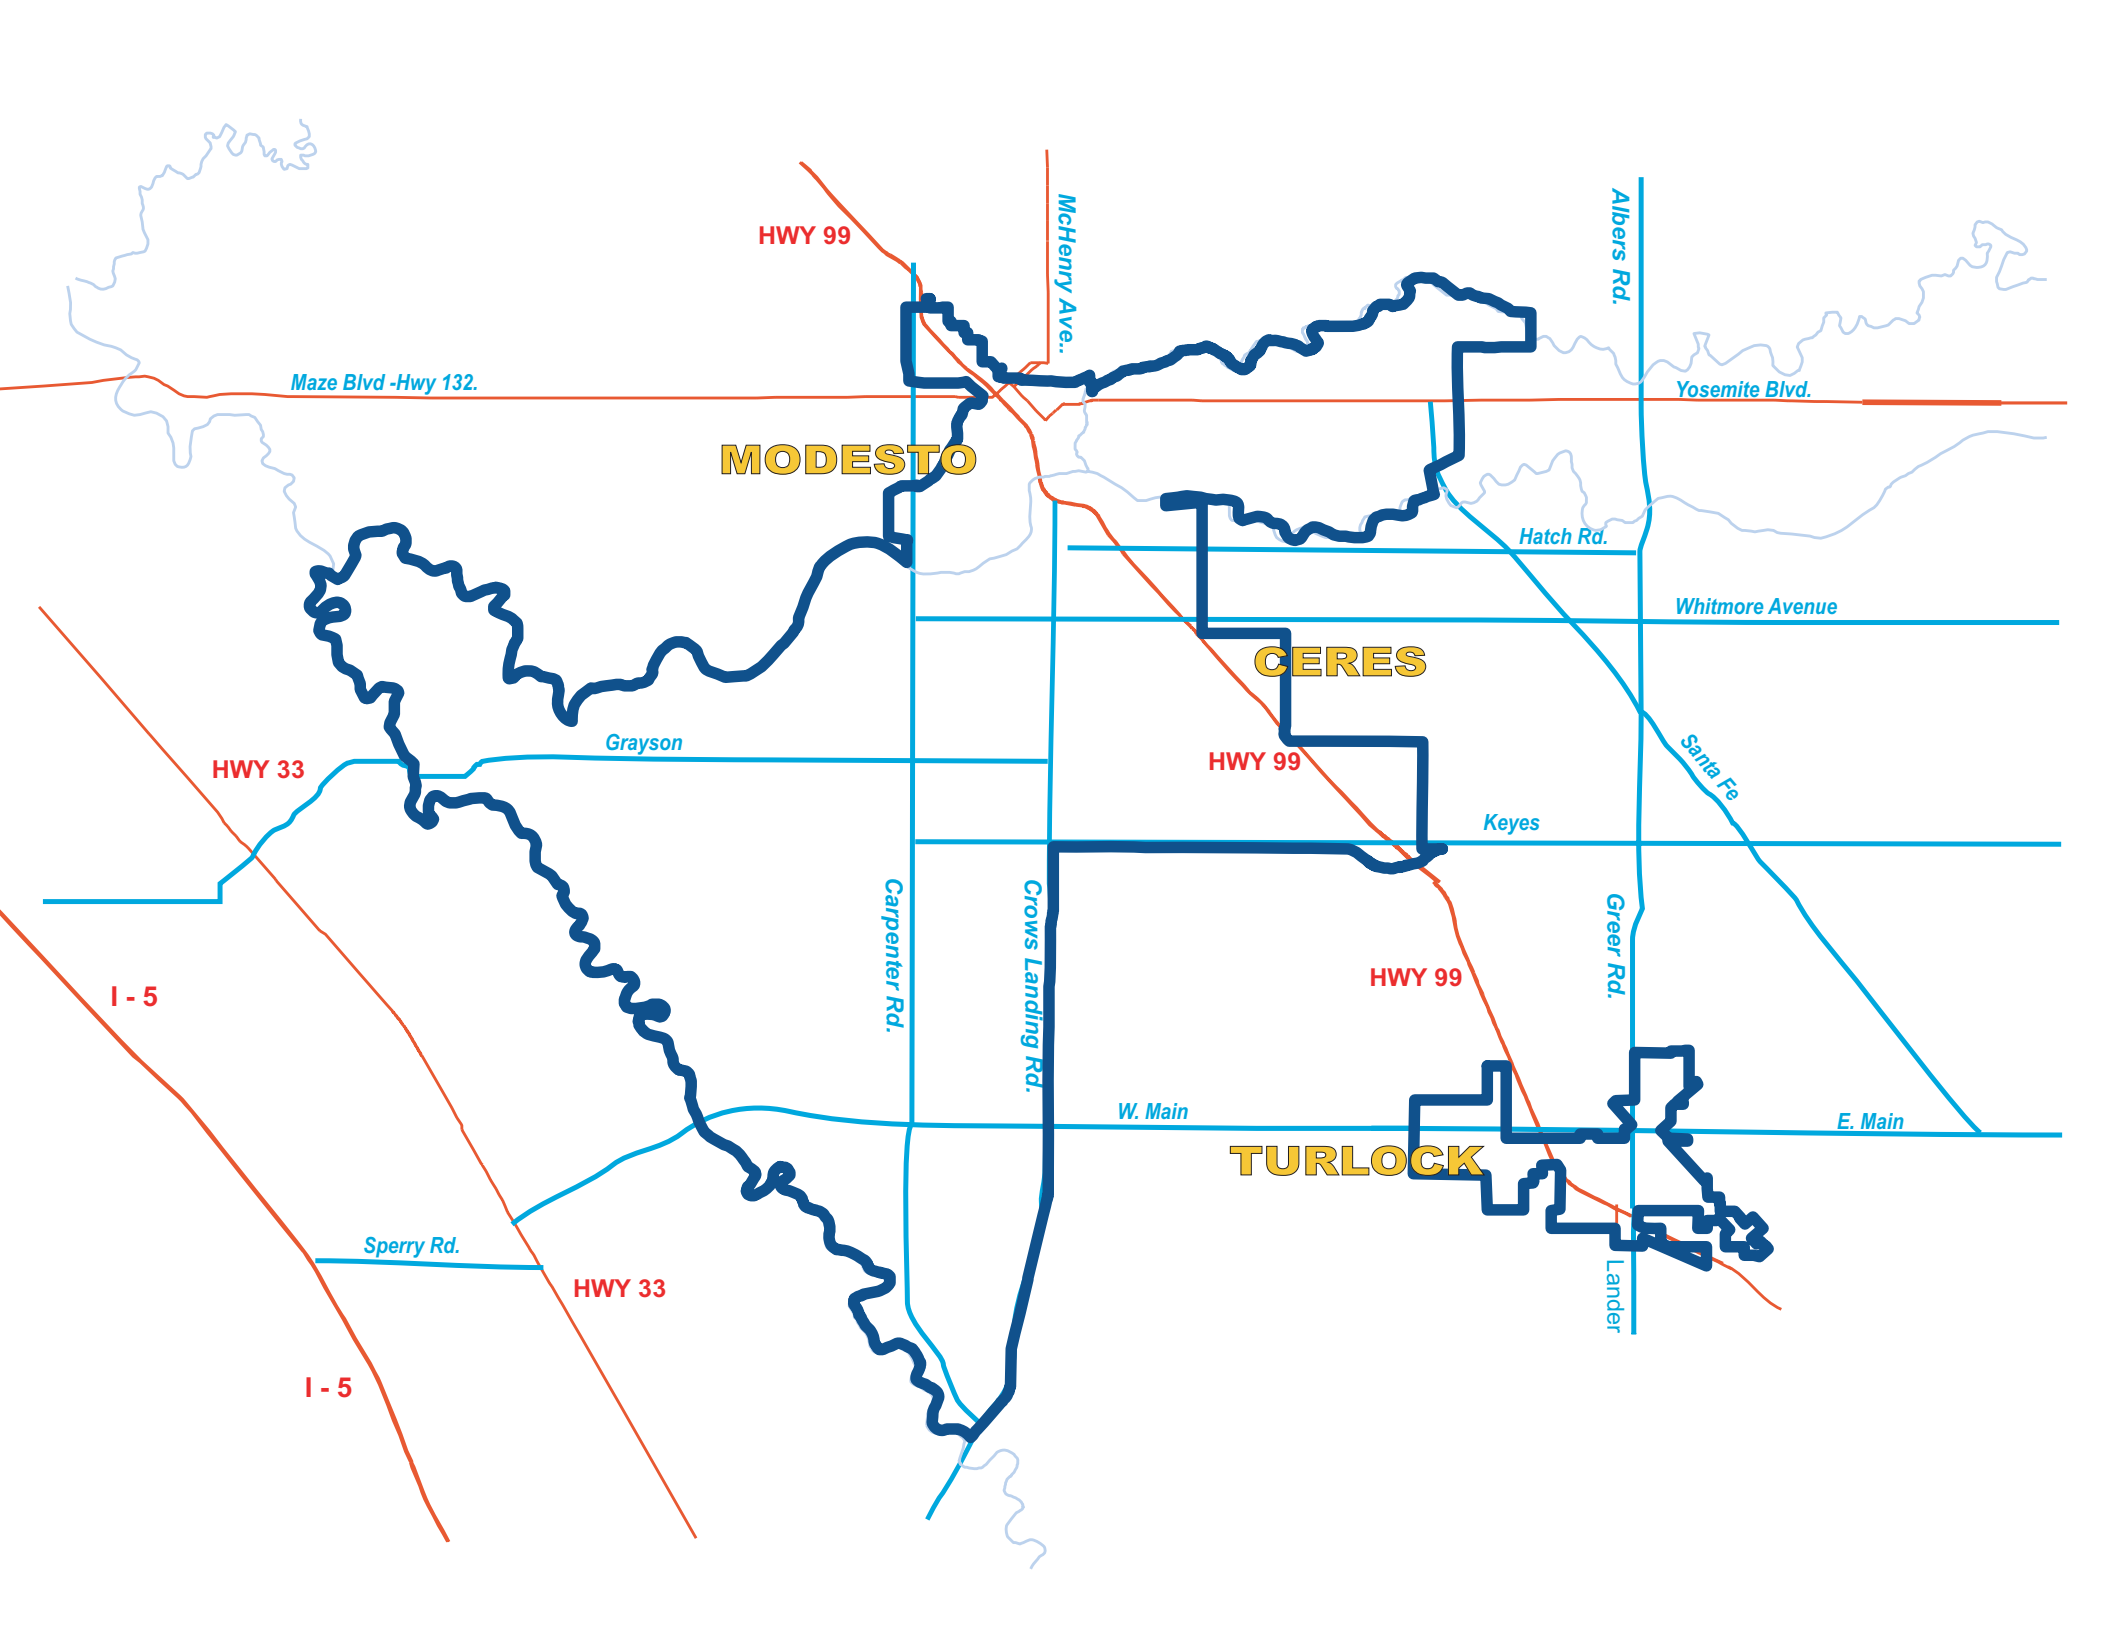 McHenry Ave..
Albers Rd.
HWY 99
Maze Blvd -Hwy 132.
Yosemite Blvd.
MODESTO
Hatch Rd.
Whitmore Avenue
CERES
Grayson
HWY 33
HWY 99
Santa Fe
Keyes
Carpenter Rd.
Crows Landing Rd.
Greer Rd.
HWY 99
I - 5
W. Main
E. Main
TURLOCK
Sperry Rd.
HWY 33
Lander
I - 5